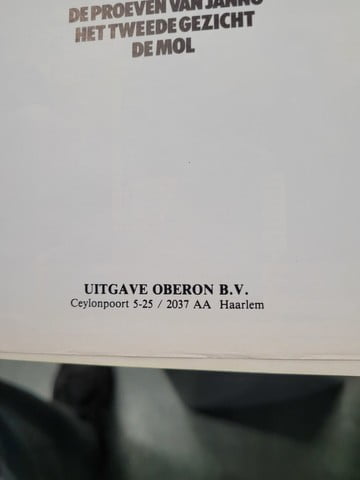 DE PROEVEN VAN JANNO
HET TWEEDE GEZICHT
DE MOL
UITGAVE OBERON B.V.
Ceylonpoort 5-25 / 2037 AA Haarlem